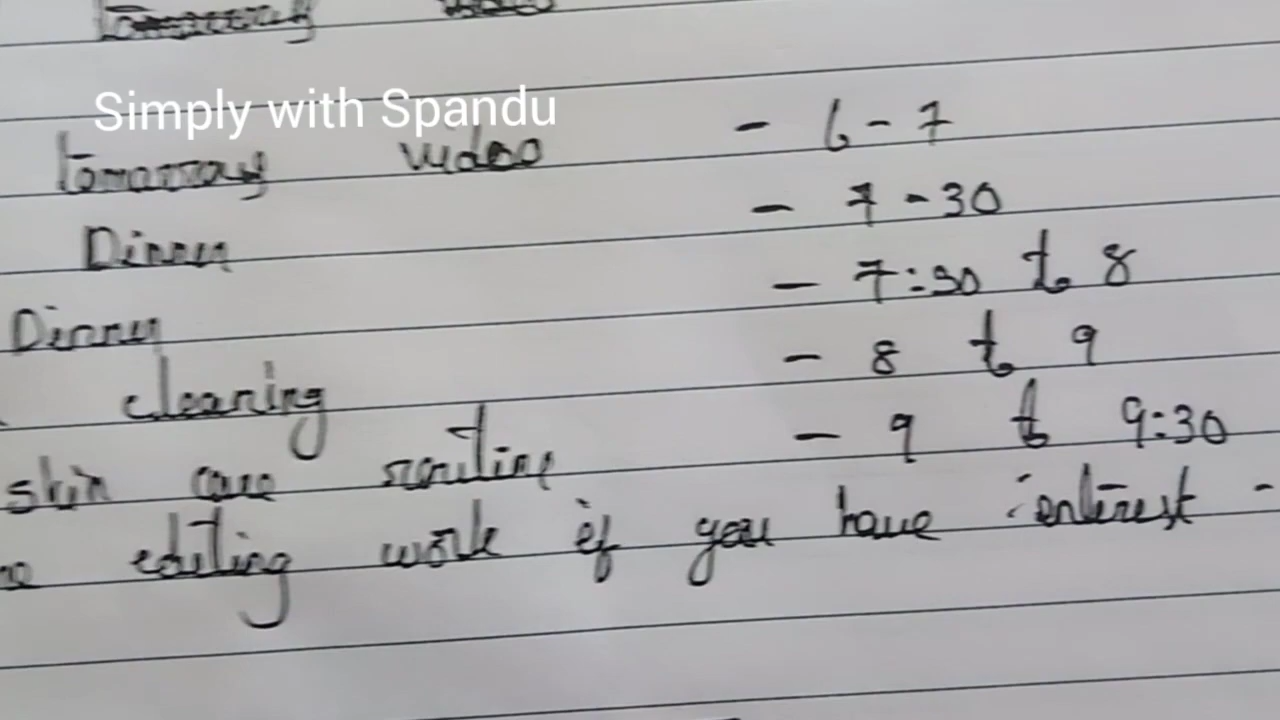 Simply with Spandu
tomorrow video - 6 - 7
Dinner - 7 - 30
Dinner - 7:30 to 8
cleaning - 8 to 9
skin care routine - 9 to 9:30
editing work if you have interest -